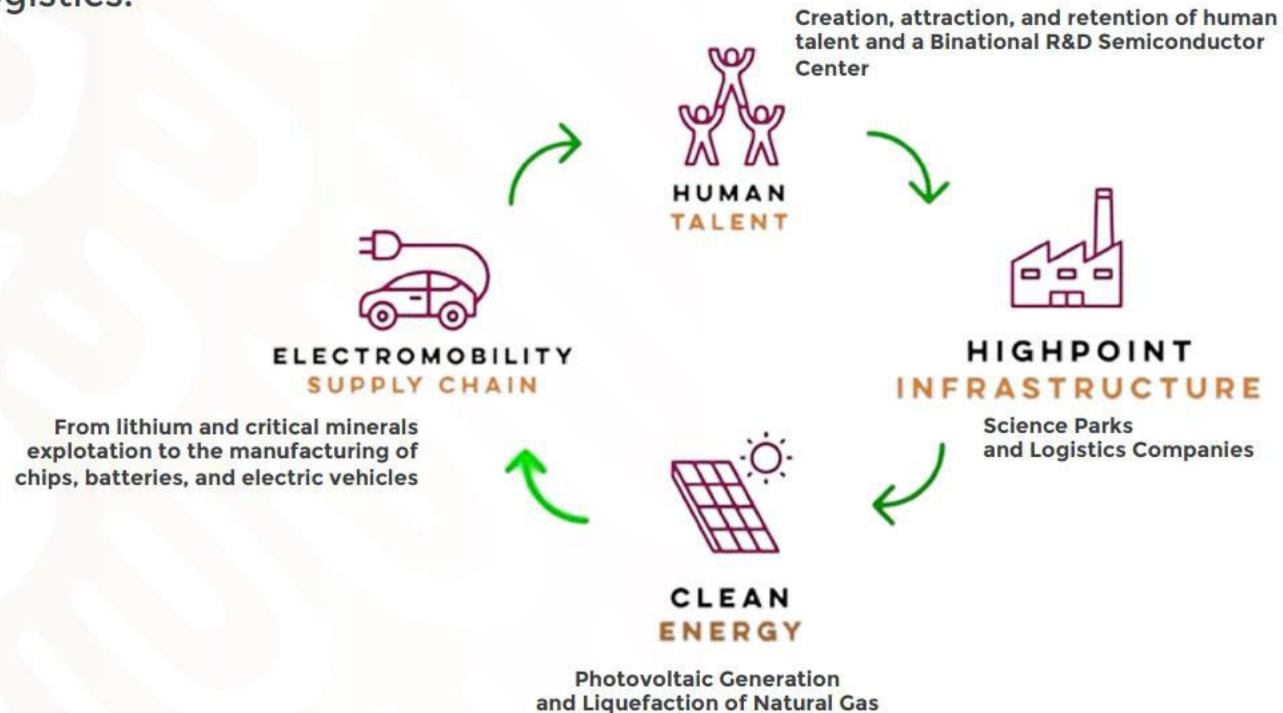 Creation, attraction, and retention of human
talent and a Binational R&D Semiconductor
Center
HUMAN
TALENT
HIGHPOINT
INFRASTRUCTURE
Science Parks
and Logistics Companies
ELECTROMOBILITY
SUPPLY CHAIN
From lithium and critical minerals
explotation to the manufacturing of
chips, batteries, and electric vehicles
CLEAN
ENERGY
Photovoltaic Generation
and Liquefaction of Natural Gas